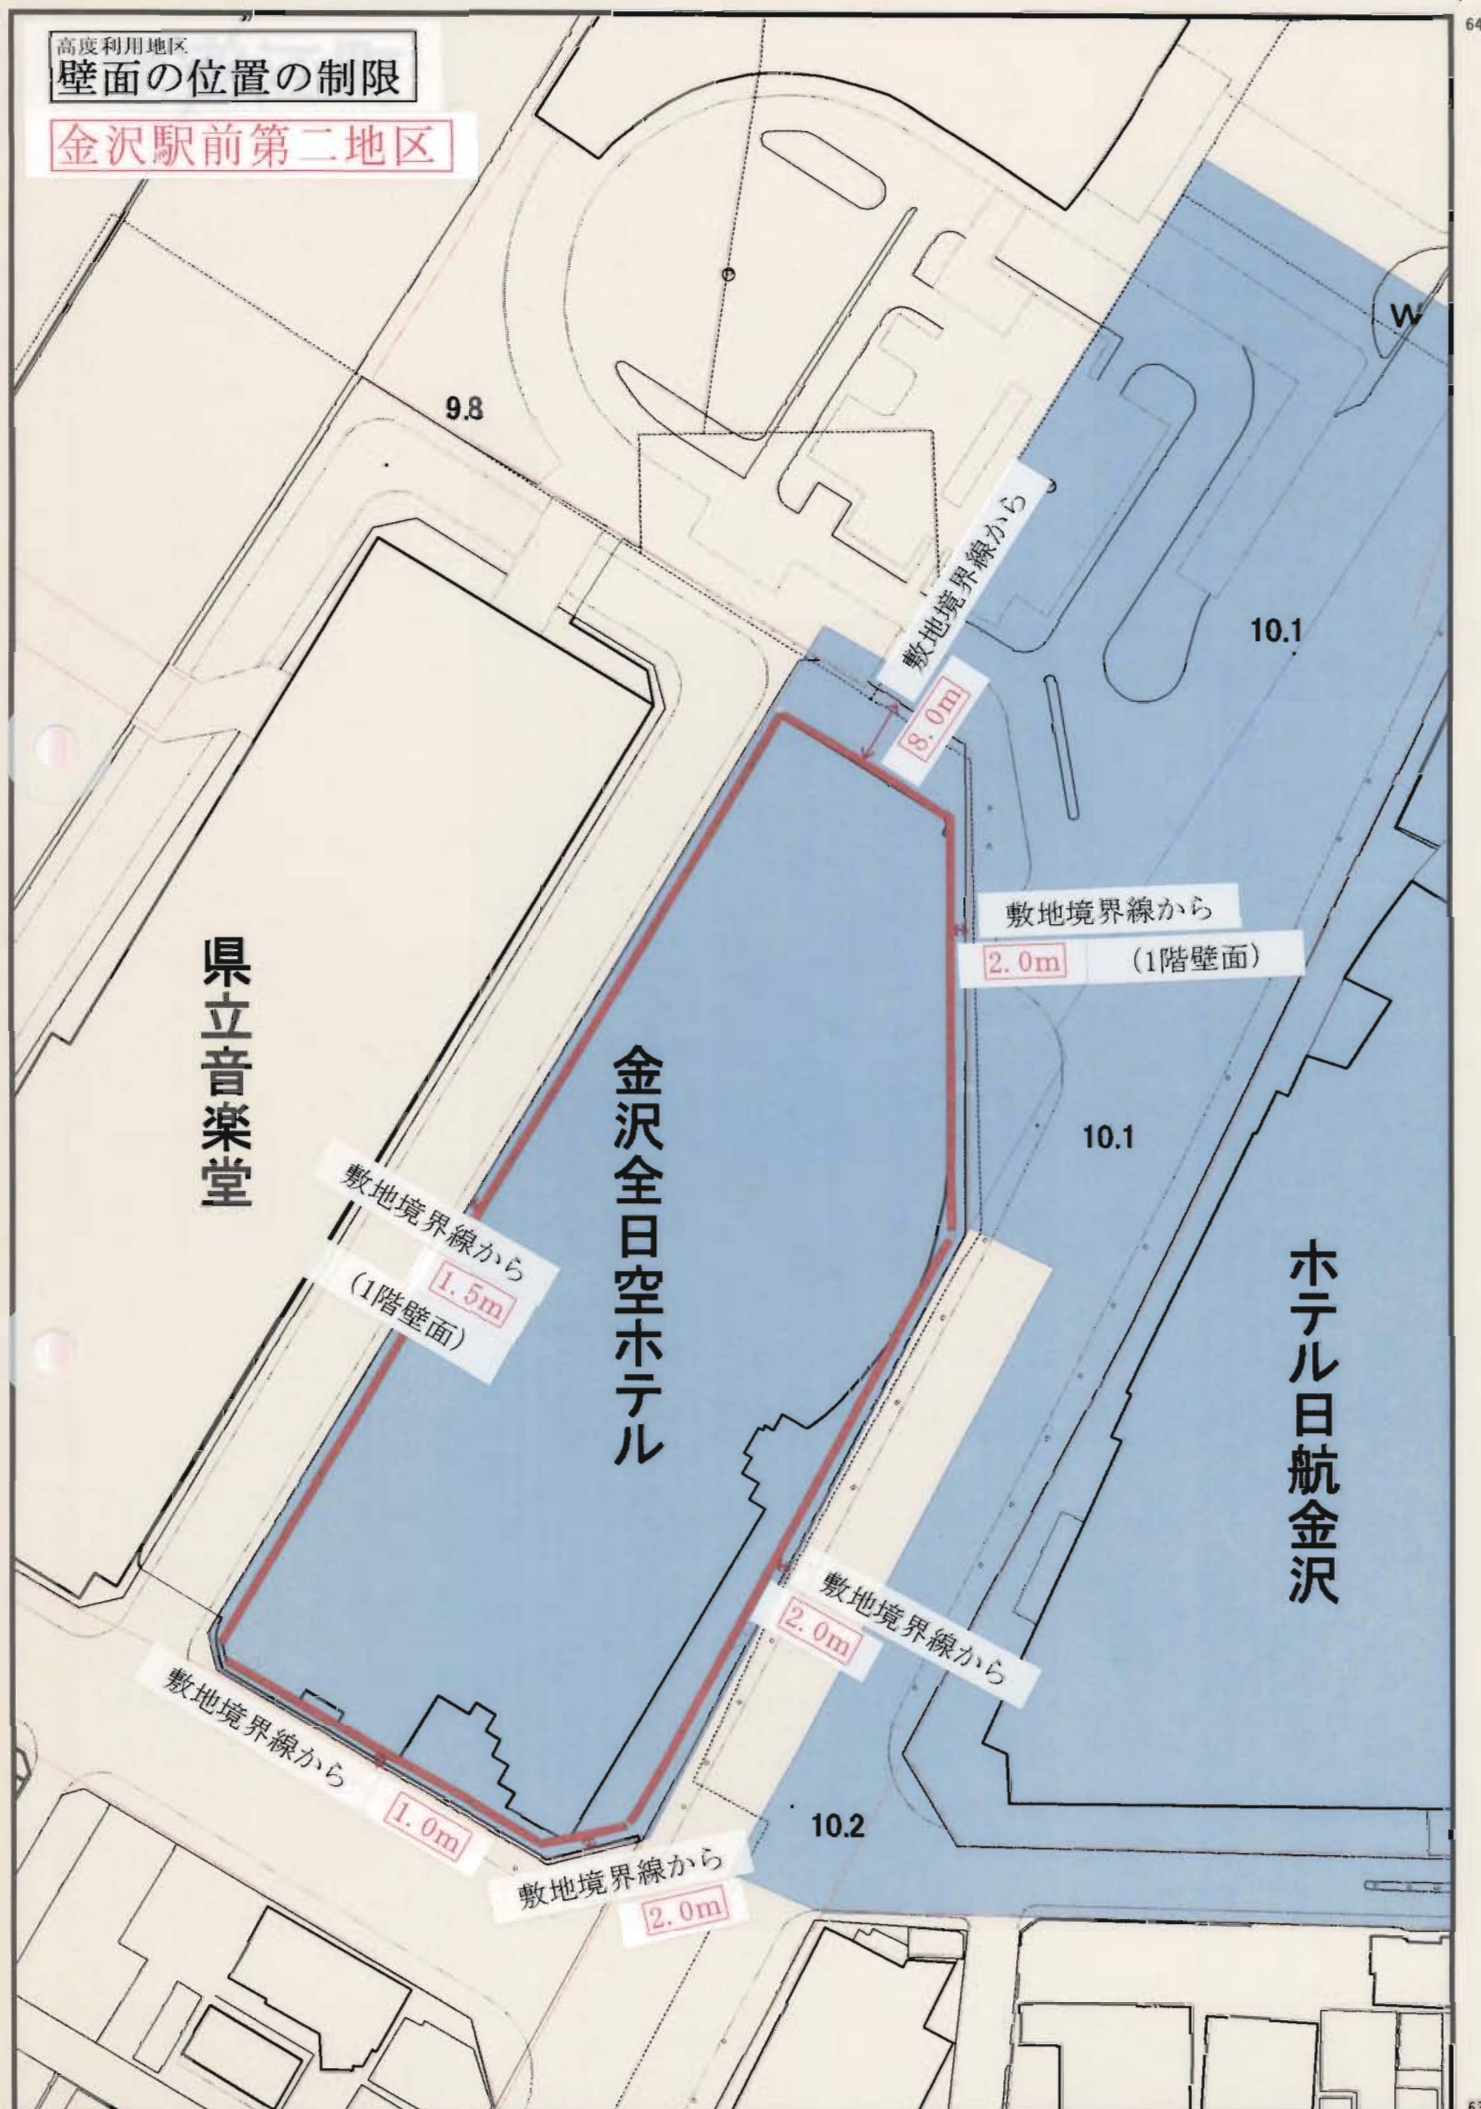 高度利用地区
壁面の位置の制限
金沢駅前第二地区
64
W
9.8
敷地境界線から
8.0m
10.1
敷地境界線から
2.0m (1階壁面)
県立音楽堂
金沢全日空ホテル
10.1
敷地境界線から
1.5m
(1階壁面)
ホテル日航金沢
敷地境界線から
2.0m
敷地境界線から
1.0m
10.2
敷地境界線から
2.0m